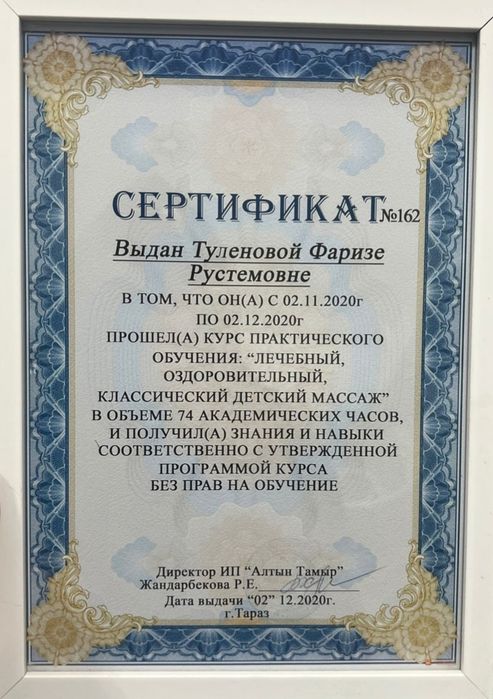 СЕРТИФИКАТ №162
Выдан Туленовой Фаризе
Рустемовне
В ТОМ, ЧТО ОН(А) С 02.11.2020г
ПО 02.12.2020г
ПРОШЕЛ(А) КУРС ПРАКТИЧЕСКОГО
ОБУЧЕНИЯ: “ЛЕЧЕБНЫЙ,
ОЗДОРОВИТЕЛЬНЫЙ,
КЛАССИЧЕСКИЙ ДЕТСКИЙ МАССАЖ”
В ОБЪЕМЕ 74 АКАДЕМИЧЕСКИХ ЧАСОВ,
И ПОЛУЧИЛ(А) ЗНАНИЯ И НАВЫКИ
СООТВЕТСТВЕННО С УТВЕРЖДЕННОЙ
ПРОГРАММОЙ КУРСА
БЕЗ ПРАВ НА ОБУЧЕНИЕ
Директор ИП “Алтын Тамыр”
Жандарбекова Р.Е.
Дата выдачи “02” 12.2020г.
г.Тараз